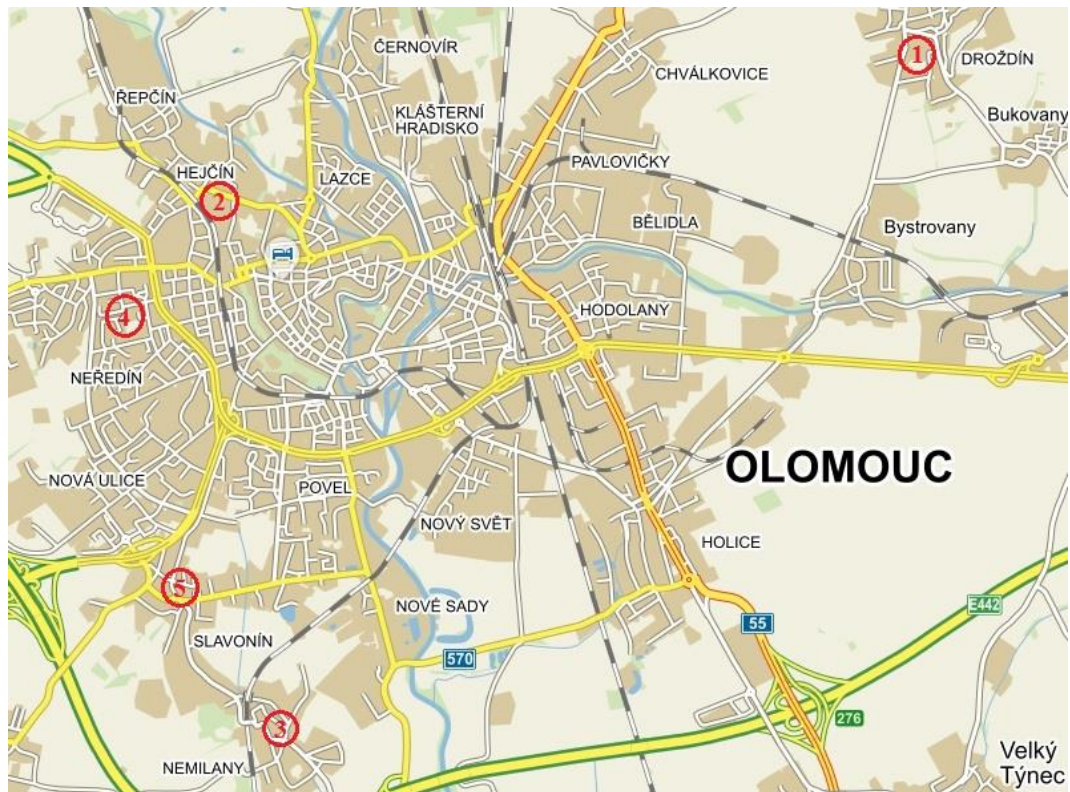 ČERNOVÍR
1
DROŽDÍN
CHVÁLKOVICE
ŘEPČÍN
KLÁŠTERNÍ
HRADISKO
Bukovany
PAVLOVIČKY
HEJČÍN
LAZCE
2
BĚLIDLA
Bystrovany
4
HODOLANY
NEŘEDÍN
OLOMOUC
NOVÁ ULICE
POVEL
NOVÝ SVĚT
HOLICE
5
NOVÉ SADY
E442
55
SLAVONÍN
570
276
3
NEMILANY
Velký
Týnec